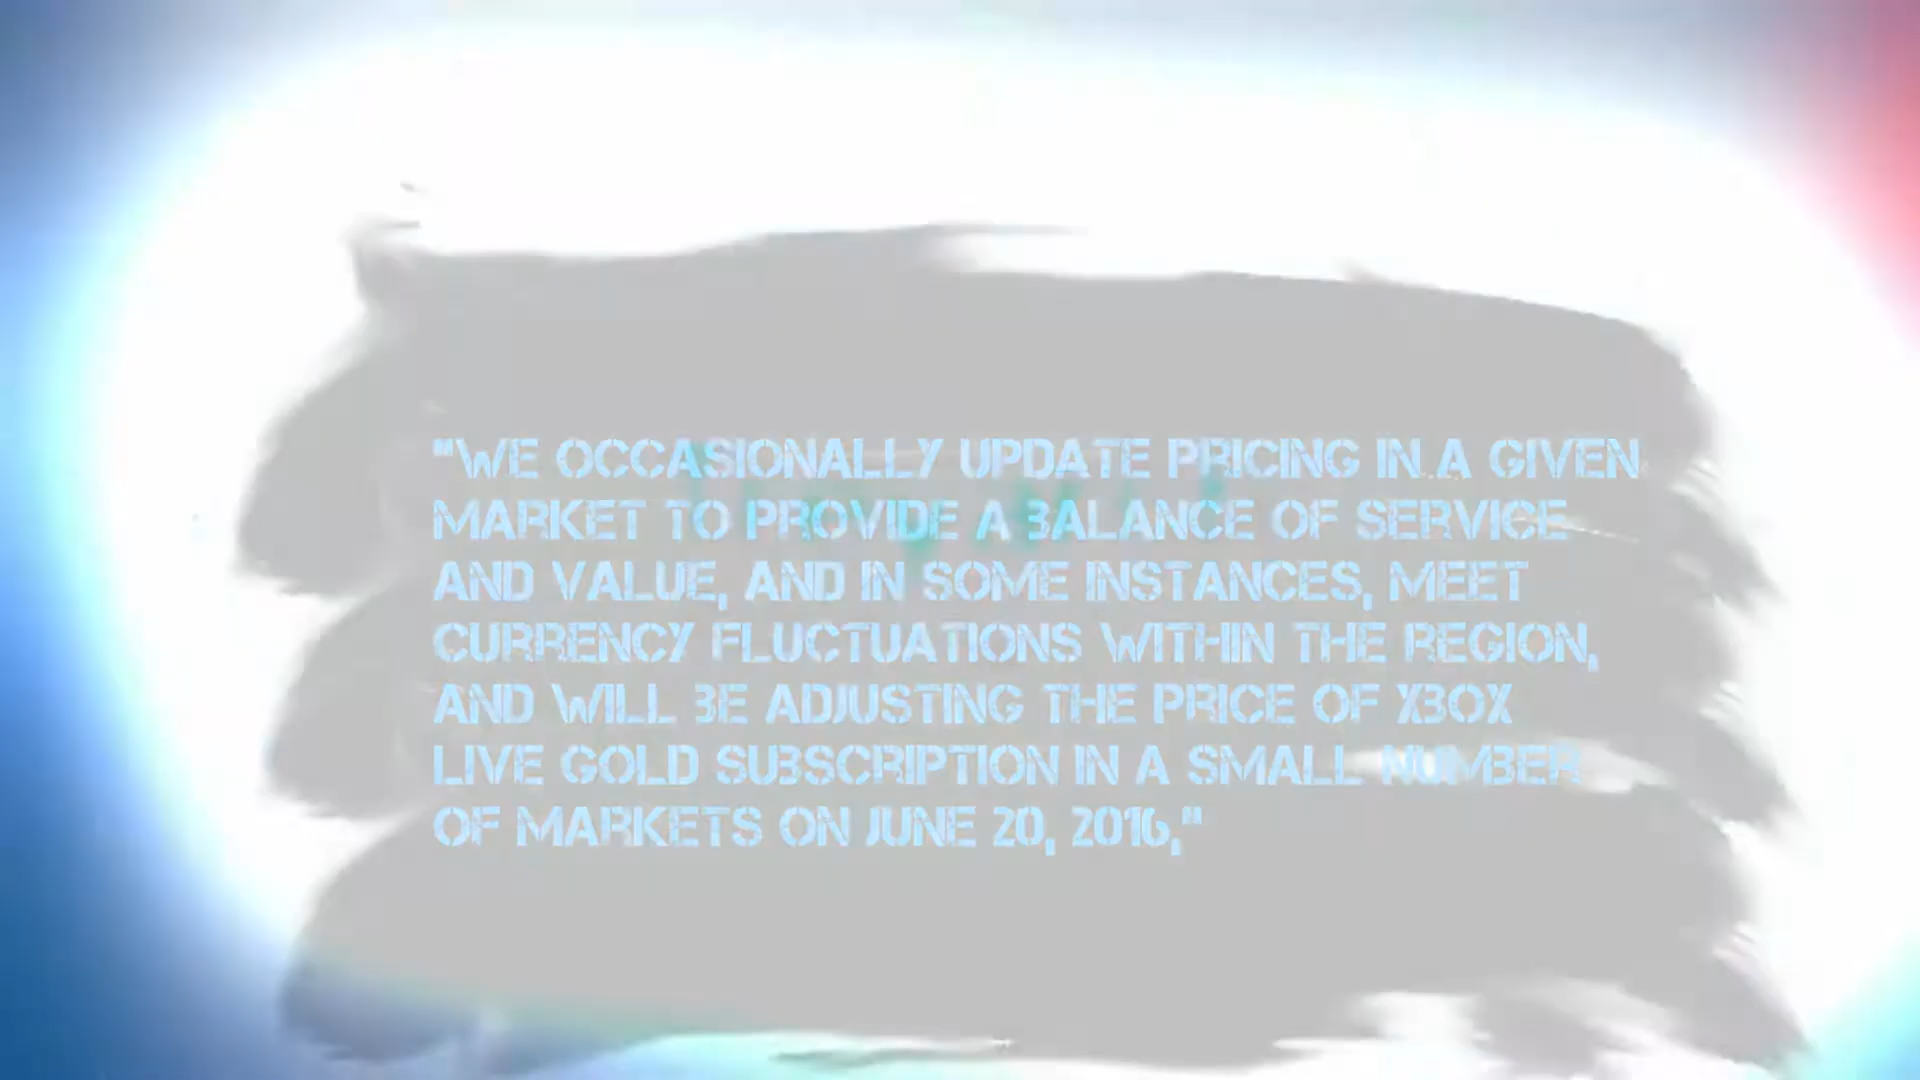 "WE OCCASIONALLY UPDATE PRICING IN A GIVEN
MARKET TO PROVIDE A BALANCE OF SERVICE
AND VALUE, AND IN SOME INSTANCES, MEET
CURRENCY FLUCTUATIONS WITHIN THE REGION,
AND WILL BE ADJUSTING THE PRICE OF XBOX
LIVE GOLD SUBSCRIPTION IN A SMALL NUMBER
OF MARKETS ON JUNE 20, 2016,"